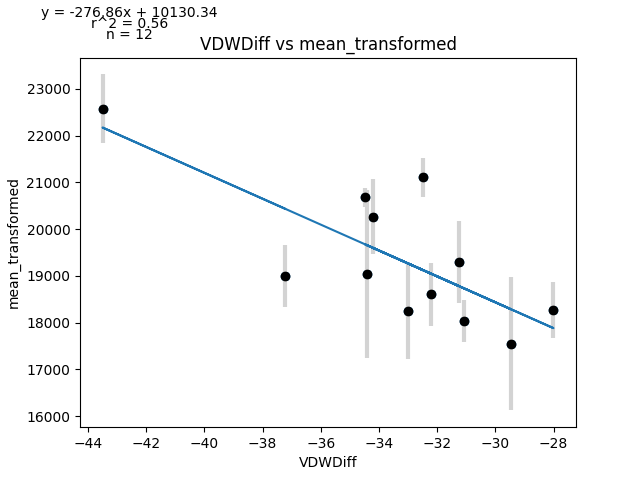 y = -276.86x + 10130.34
r^2 = 0.56
n = 12
VDWDiff vs mean_transformed
mean_transformed
23000
22000
21000
20000
19000
18000
17000
16000
−44 −42 −40 −38 −36 −34 −32 −30 −28
VDWDiff